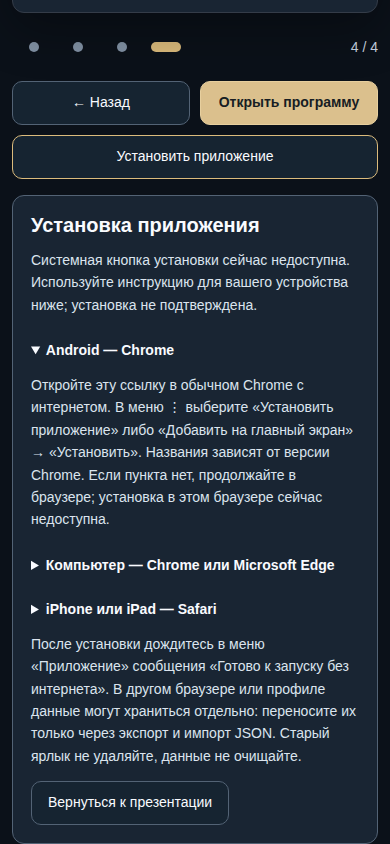 4 / 4
← Назад
Открыть программу
Установить приложение
Установка приложения
Системная кнопка установки сейчас недоступна.
Используйте инструкцию для вашего устройства
ниже; установка не подтверждена.
▼ Android — Chrome
Откройте эту ссылку в обычном Chrome с
интернетом. В меню ⋮ выберите «Установить
приложение» либо «Добавить на главный экран»
→ «Установить». Названия зависят от версии
Chrome. Если пункта нет, продолжайте в
браузере; установка в этом браузере сейчас
недоступна.
▶ Компьютер — Chrome или Microsoft Edge
▶ iPhone или iPad — Safari
После установки дождитесь в меню
«Приложение» сообщения «Готово к запуску без
интернета». В другом браузере или профиле
данные могут храниться отдельно: переносите их
только через экспорт и импорт JSON. Старый
ярлык не удаляйте, данные не очищайте.
Вернуться к презентации